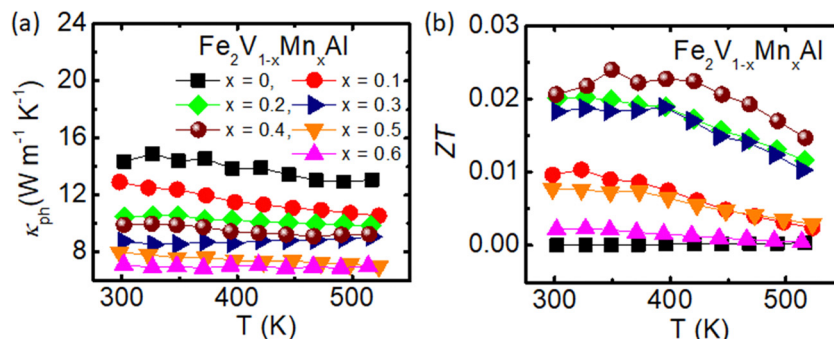 (a)
Fe₂V₁₋ₓMnₓAl
x = 0, x = 0.1
x = 0.2, x = 0.3
x = 0.4, x = 0.5
x = 0.6
24
20
16
12
8
300 400 500
T (K)
κph(W m⁻¹ K⁻¹)
(b)
Fe₂V₁₋ₓMnₓAl
0.03
0.02
0.01
0.00
300 400 500
T (K)
ZT